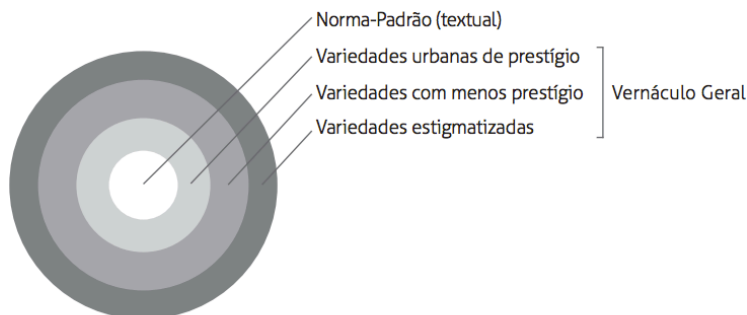 Norma-Padrão (textual)
Variedades urbanas de prestígio
Variedades com menos prestígio
Vernáculo Geral
Variedades estigmatizadas